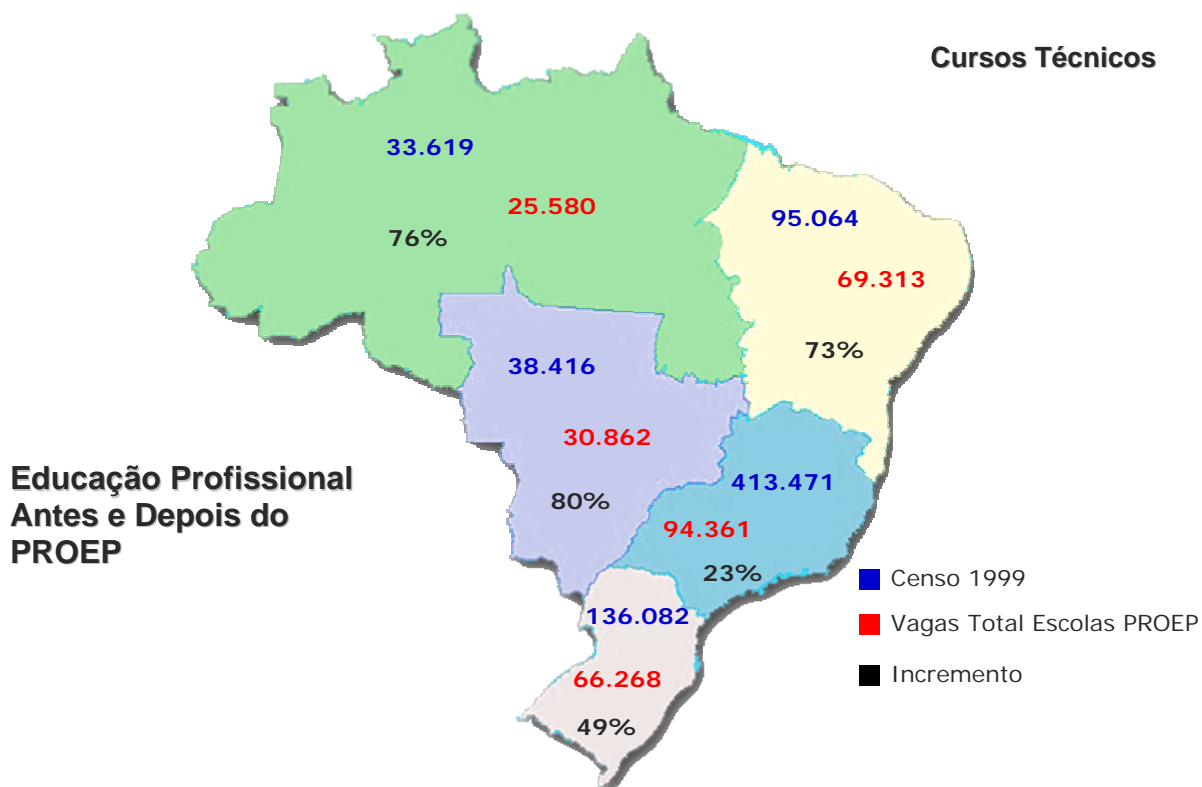 Cursos Técnicos
33.619
25.580
76%
95.064
69.313
73%
38.416
30.862
80%
413.471
94.361
23%
136.082
66.268
49%
Educação Profissional
Antes e Depois do
PROEP
Censo 1999
Vagas Total Escolas PROEP
Incremento